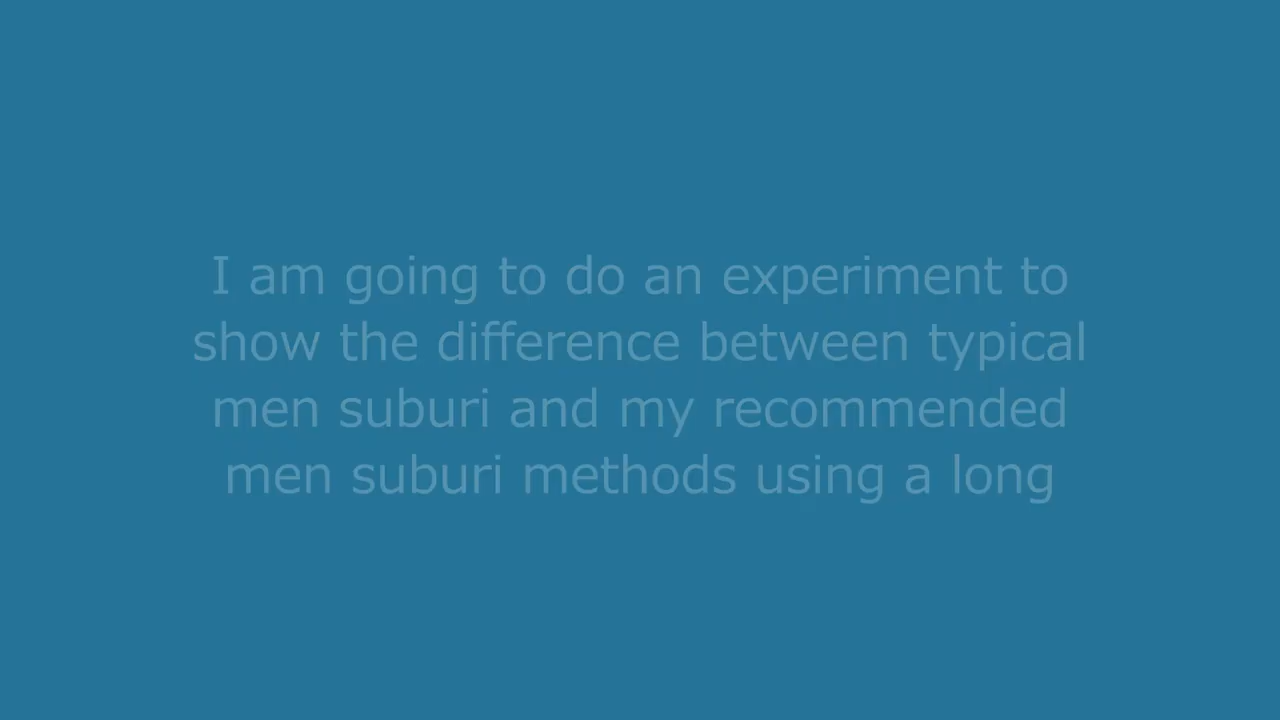 I am going to do an experiment to
show the difference between typical
men suburi and my recommended
men suburi methods using a long